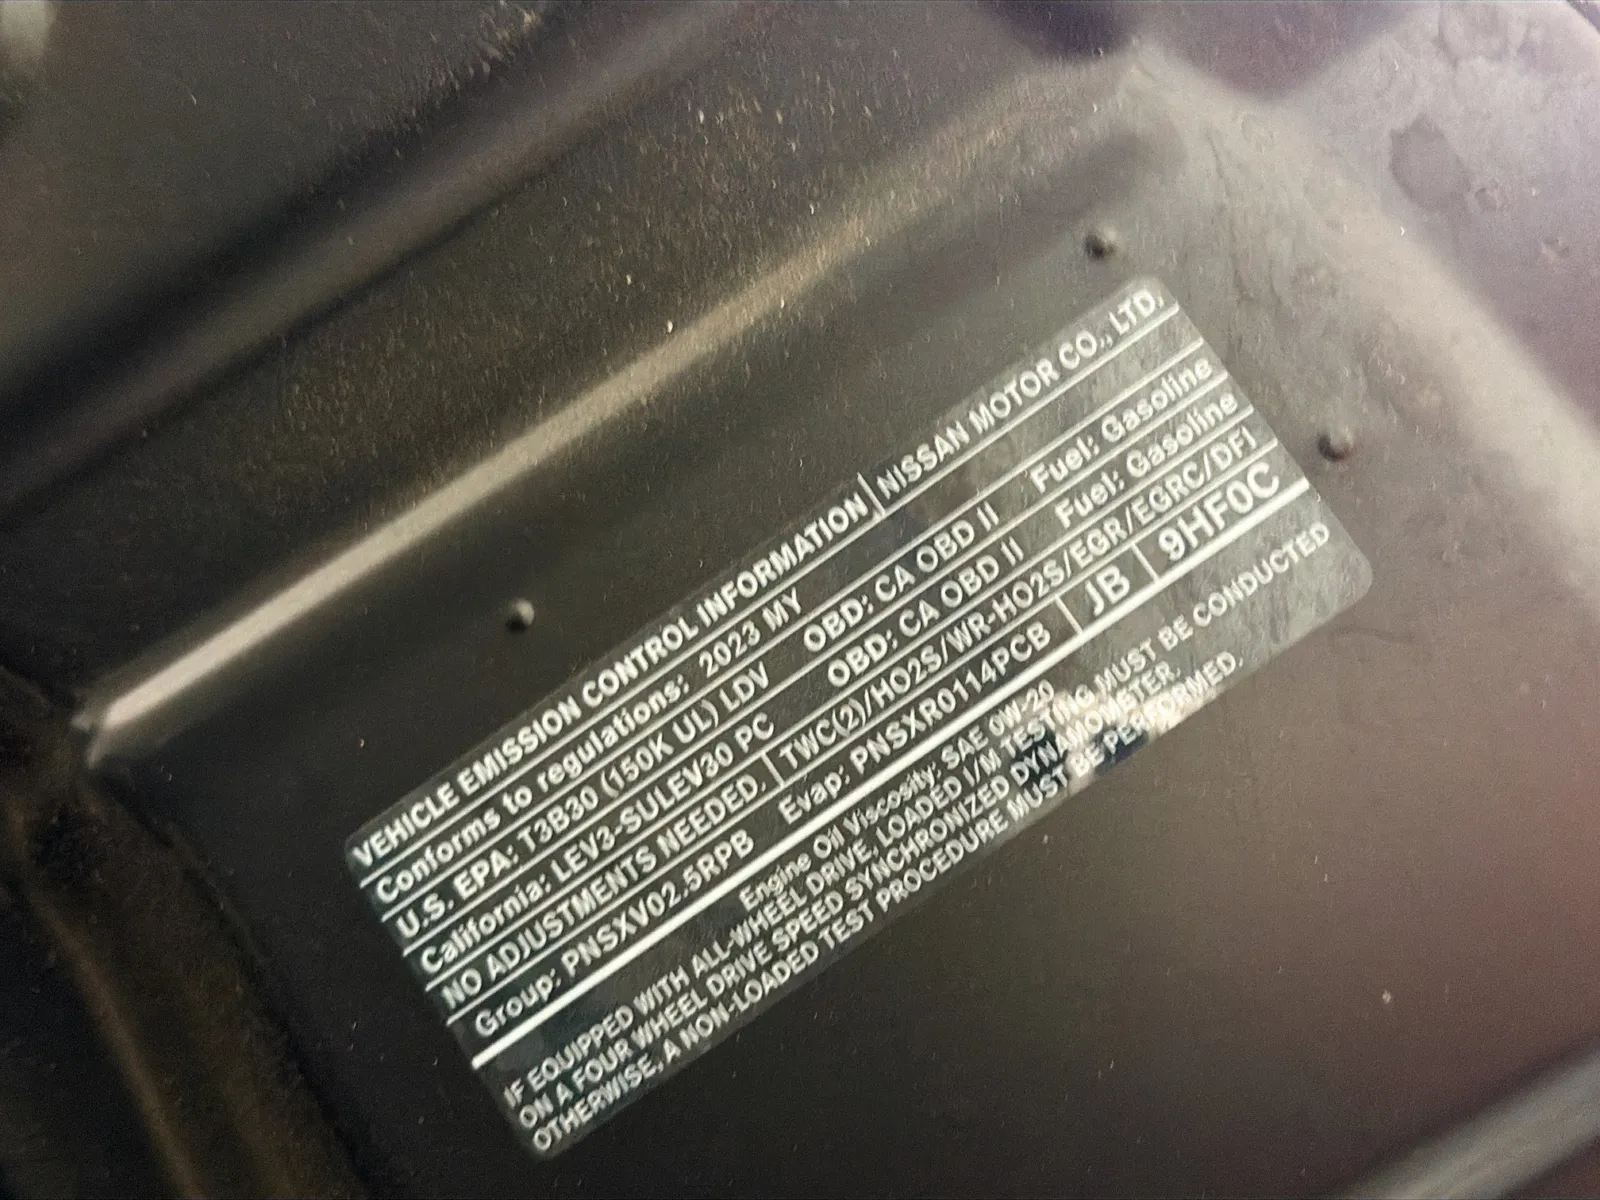 VEHICLE EMISSION CONTROL INFORMATION NISSAN MOTOR CO., LTD.
Conforms to regulations: 2023 MY
U.S. EPA: T3B30 (150K UL) LDV OBD: CA OBD II Fuel: Gasoline
California: LEV3-SULEV30 PC OBD: CA OBD II Fuel: Gasoline
NO ADJUSTMENTS NEEDED. TWC(2)/HO2S/WR-HO2S/EGR/EGRC/DFI
Group: PNSXV02.5RPB Evap: PNSXR0114PCB JB 9HF0C
Engine Oil Viscosity: SAE 0W-20
IF EQUIPPED WITH ALL-WHEEL DRIVE, LOADED I/M TESTING MUST BE CONDUCTED
ON A FOUR WHEEL DRIVE SPEED SYNCHRONIZED DYNAMOMETER.
OTHERWISE, A NON-LOADED TEST PROCEDURE MUST BE PERFORMED.